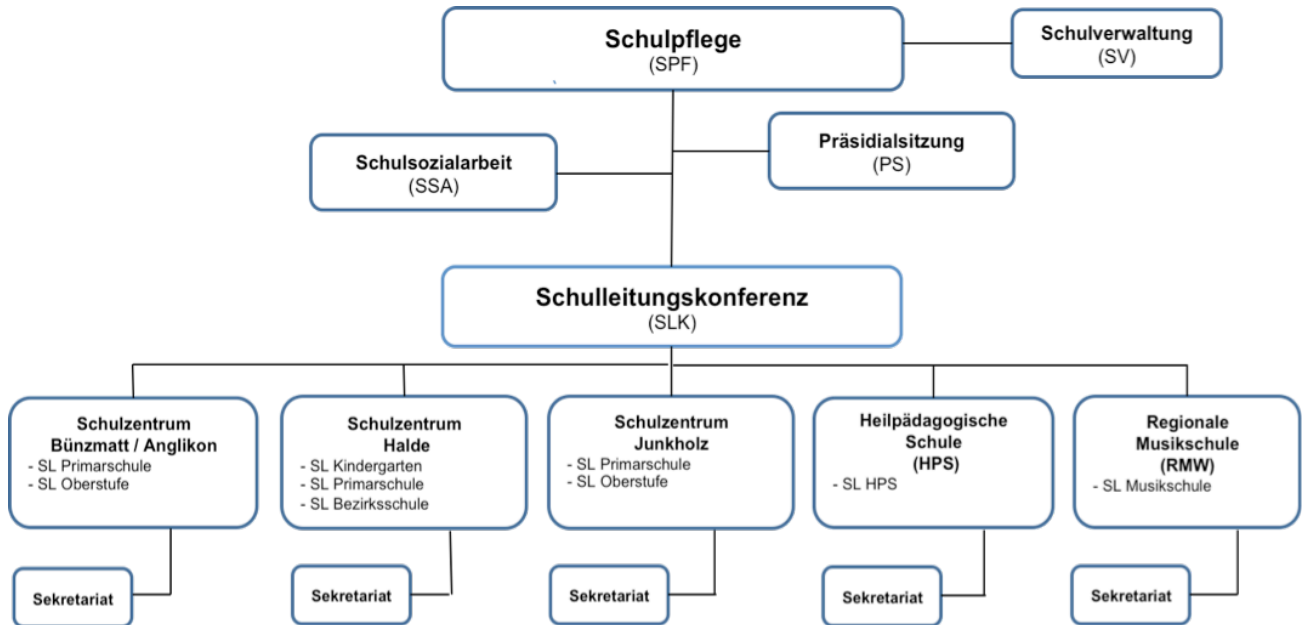 Schulpflege
(SPF)
Schulverwaltung
(SV)
Präsidialsitzung
(PS)
Schulsozialarbeit
(SSA)
Schulleitungskonferenz
(SLK)
Schulzentrum
Bünzmatt / Anglikon
- SL Primarschule
- SL Oberstufe
Schulzentrum
Halde
- SL Kindergarten
- SL Primarschule
- SL Bezirksschule
Schulzentrum
Junkholz
- SL Primarschule
- SL Oberstufe
Heilpädagogische
Schule
(HPS)
- SL HPS
Regionale
Musikschule
(RMW)
- SL Musikschule
Sekretariat
Sekretariat
Sekretariat
Sekretariat
Sekretariat